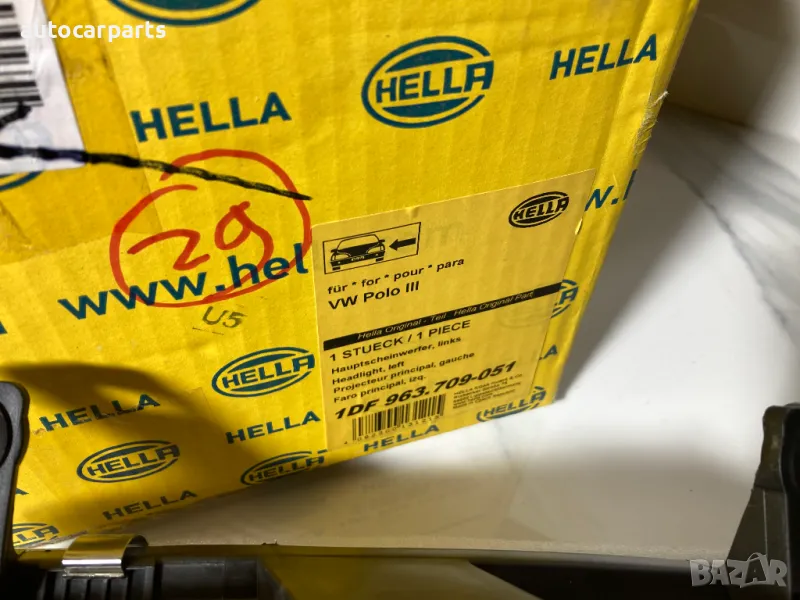 autocarparts
HELLA
HELLA
HELLA
HELLA
29
www.hel
U5
HELLA
für * for * pour * para
VW Polo III
Hella Original - Teil Hella Original Part
1 STUECK / 1 PIECE
Hauptscheinwerfer, links
Headlight, left
Projecteur principal, gauche
Faro principal, izq.
1DF 963.709-051
HELLA
HELLA
HELLA
HELLA
HELLA
HELLA
HELLA
BAZAR